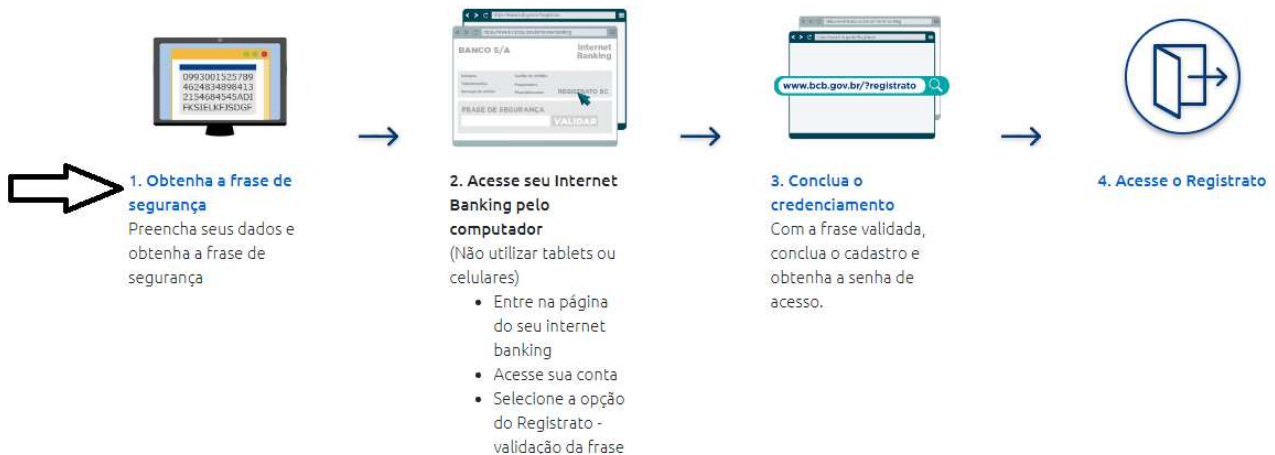 0993001525789
4624834898413
2154684545ADI
FKSIELKFJSDGF
BANCO S/A
Internet
Banking
REGISTRATO BC
FRASE DE SEGURANÇA
VALIDAR
www.bcb.gov.br/?registrato
1. Obtenha a frase de
segurança
Preencha seus dados e
obtenha a frase de
segurança
2. Acesse seu Internet
Banking pelo
computador
(Não utilizar tablets ou
celulares)
• Entre na página
do seu internet
banking
• Acesse sua conta
• Selecione a opção
do Registrato -
validação da frase
3. Conclua o
credenciamento
Com a frase validada,
conclua o cadastro e
obtenha a senha de
acesso.
4. Acesse o Registrato